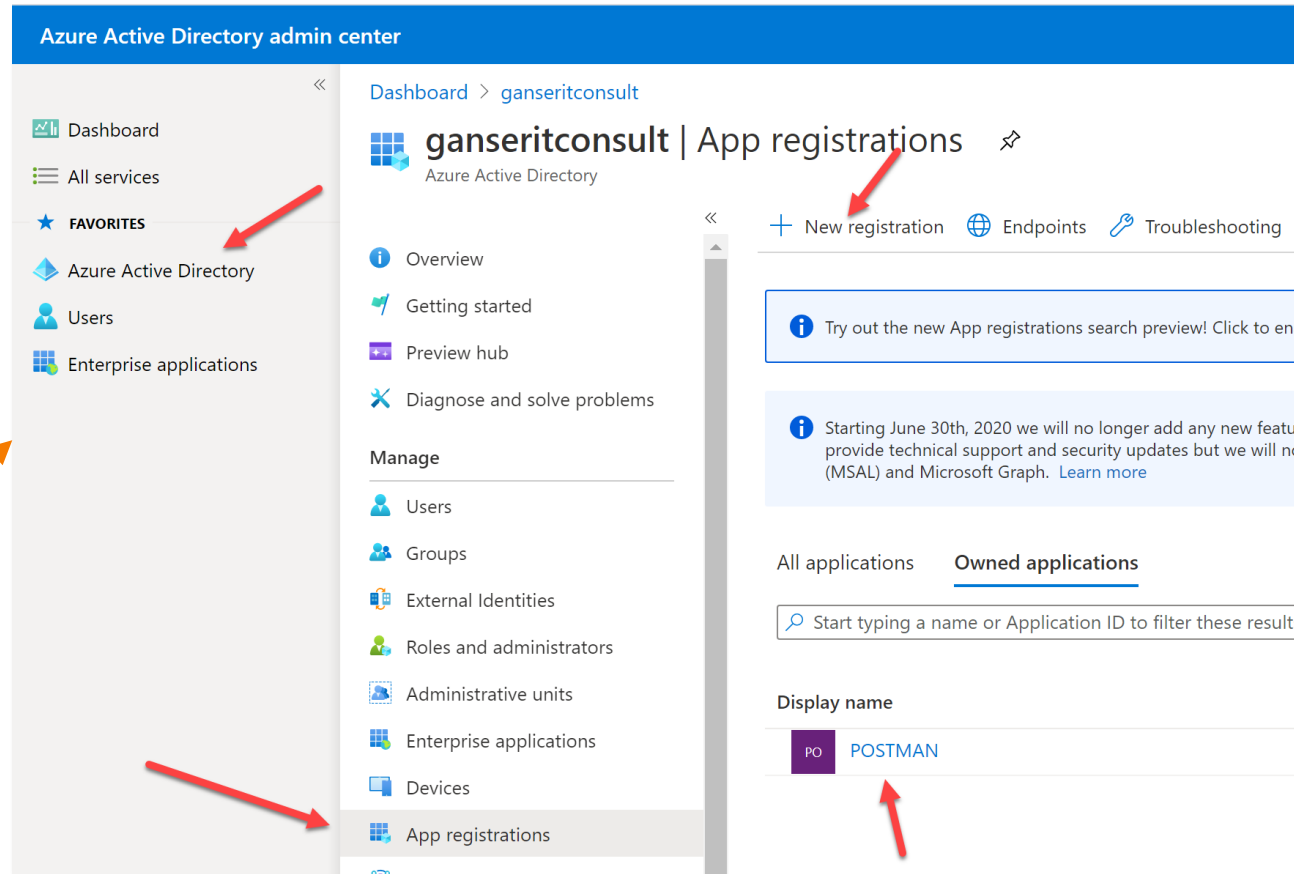 Azure Active Directory admin center
Dashboard
All services
FAVORITES
Azure Active Directory
Users
Enterprise applications
Dashboard > ganseritconsult
ganseritconsult | App registrations
Azure Active Directory
Overview
Getting started
Preview hub
Diagnose and solve problems
Manage
Users
Groups
External Identities
Roles and administrators
Administrative units
Enterprise applications
Devices
App registrations
New registration Endpoints Troubleshooting
Try out the new App registrations search preview! Click to en
Starting June 30th, 2020 we will no longer add any new featu
provide technical support and security updates but we will no
(MSAL) and Microsoft Graph. Learn more
All applications Owned applications
Start typing a name or Application ID to filter these result
Display name
PO POSTMAN